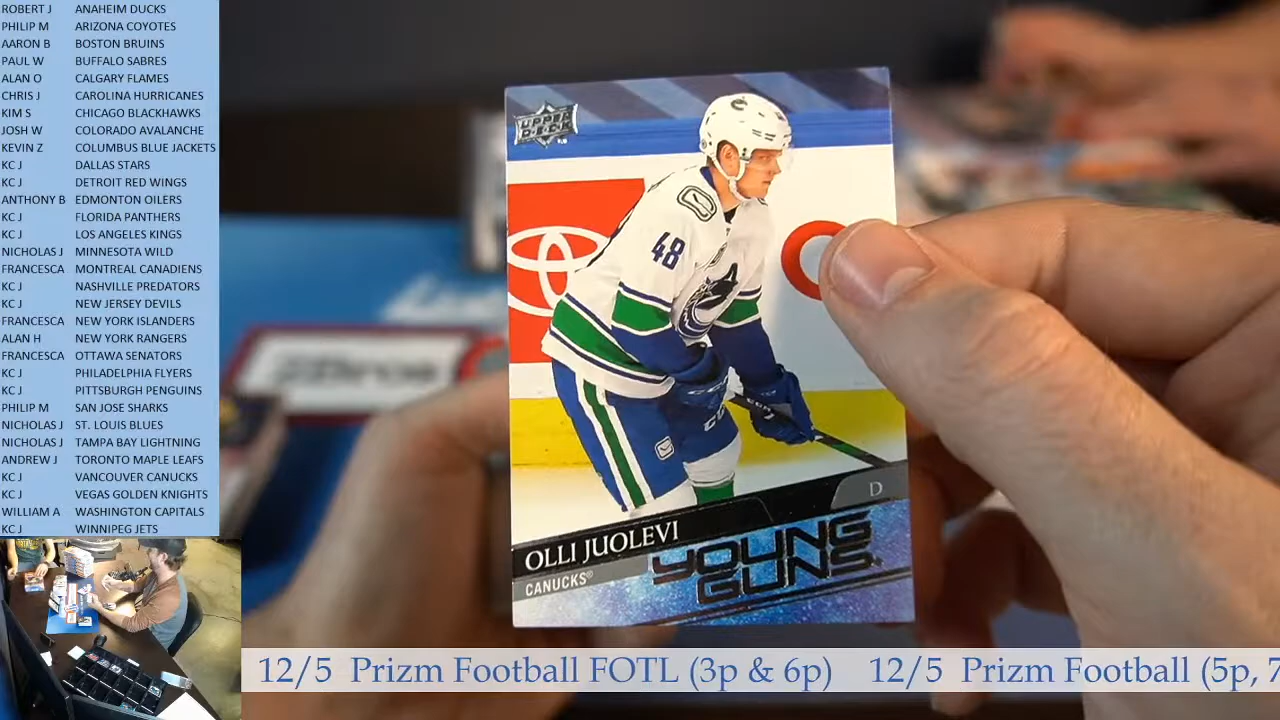 ROBERT J ANAHEIM DUCKS
PHILIP M ARIZONA COYOTES
AARON B BOSTON BRUINS
PAUL W BUFFALO SABRES
ALAN O CALGARY FLAMES
CHRIS J CAROLINA HURRICANES
KIM S CHICAGO BLACKHAWKS
JOSH W COLORADO AVALANCHE
KEVIN Z COLUMBUS BLUE JACKETS
KC J DALLAS STARS
KC J DETROIT RED WINGS
ANTHONY B EDMONTON OILERS
KC J FLORIDA PANTHERS
KC J LOS ANGELES KINGS
NICHOLAS J MINNESOTA WILD
FRANCESCA MONTREAL CANADIENS
KC J NASHVILLE PREDATORS
KC J NEW JERSEY DEVILS
FRANCESCA NEW YORK ISLANDERS
ALAN H NEW YORK RANGERS
FRANCESCA OTTAWA SENATORS
KC J PHILADELPHIA FLYERS
KC J PITTSBURGH PENGUINS
PHILIP M SAN JOSE SHARKS
NICHOLAS J ST. LOUIS BLUES
NICHOLAS J TAMPA BAY LIGHTNING
ANDREW J TORONTO MAPLE LEAFS
KC J VANCOUVER CANUCKS
KC J VEGAS GOLDEN KNIGHTS
WILLIAM A WASHINGTON CAPITALS
KC J WINNIPEG JETS
UPPER DECK
48
CCM
D
OLLI JUOLEVI
CANUCKS®
YOUNG GUNS
12/5 Prizm Football FOTL (3p & 6p) 12/5 Prizm Football (5p, 7